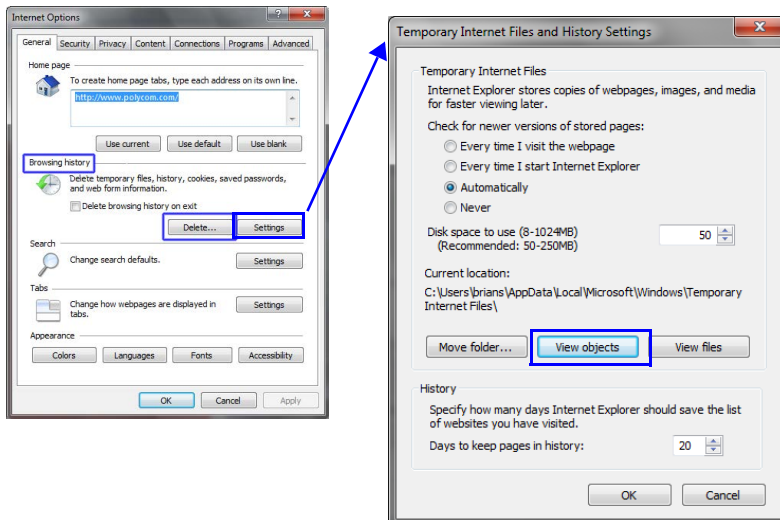 Internet Options
General Security Privacy Content Connections Programs Advanced
Home page
To create home page tabs, type each address on its own line.
http://www.polycom.com/
Use current Use default Use blank
Browsing history
Delete temporary files, history, cookies, saved passwords,
and web form information.
Delete browsing history on exit
Delete... Settings
Search
Change search defaults. Settings
Tabs
Change how webpages are displayed in
tabs.
Settings
Appearance
Colors Languages Fonts Accessibility
OK Cancel Apply
Temporary Internet Files and History Settings
Temporary Internet Files
Internet Explorer stores copies of webpages, images, and media
for faster viewing later.
Check for newer versions of stored pages:
Every time I visit the webpage
Every time I start Internet Explorer
Automatically
Never
Disk space to use (8-1024MB) 50
(Recommended: 50-250MB)
Current location:
C:\Users\brians\AppData\Local\Microsoft\Windows\Temporary
Internet Files\
Move folder... View objects View files
History
Specify how many days Internet Explorer should save the list
of websites you have visited.
Days to keep pages in history: 20
OK Cancel